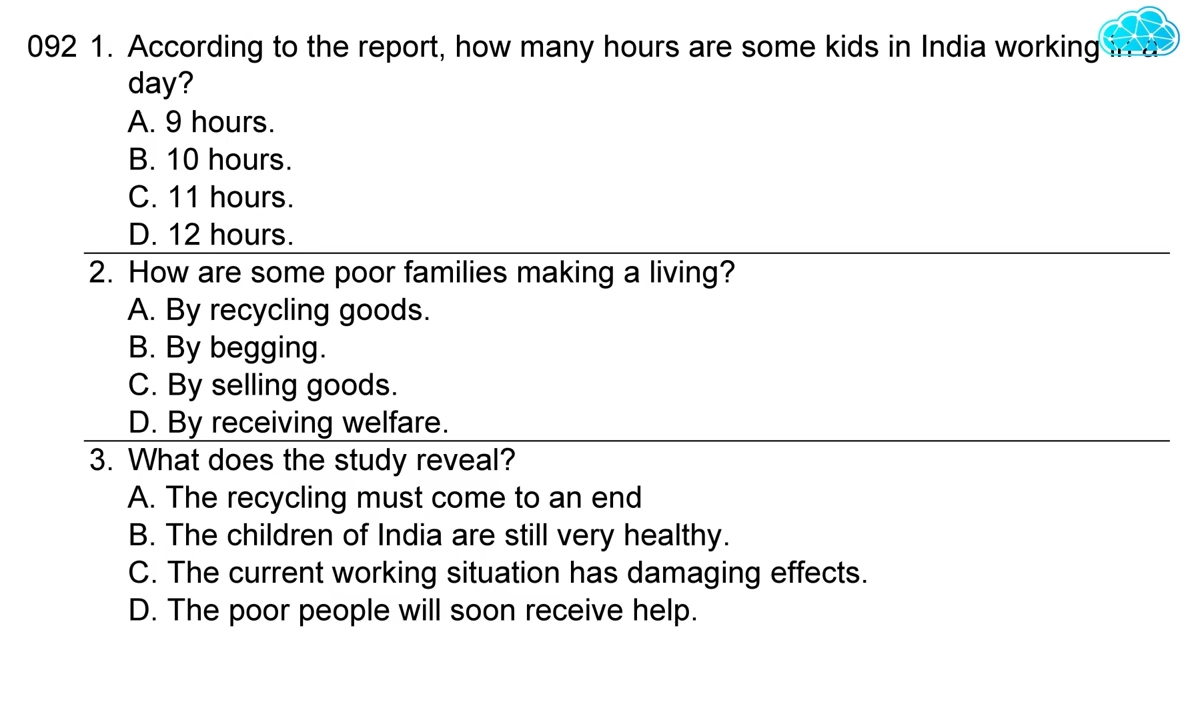 092 1. According to the report, how many hours are some kids in India working in a
day?
A. 9 hours.
B. 10 hours.
C. 11 hours.
D. 12 hours.
2. How are some poor families making a living?
A. By recycling goods.
B. By begging.
C. By selling goods.
D. By receiving welfare.
3. What does the study reveal?
A. The recycling must come to an end
B. The children of India are still very healthy.
C. The current working situation has damaging effects.
D. The poor people will soon receive help.